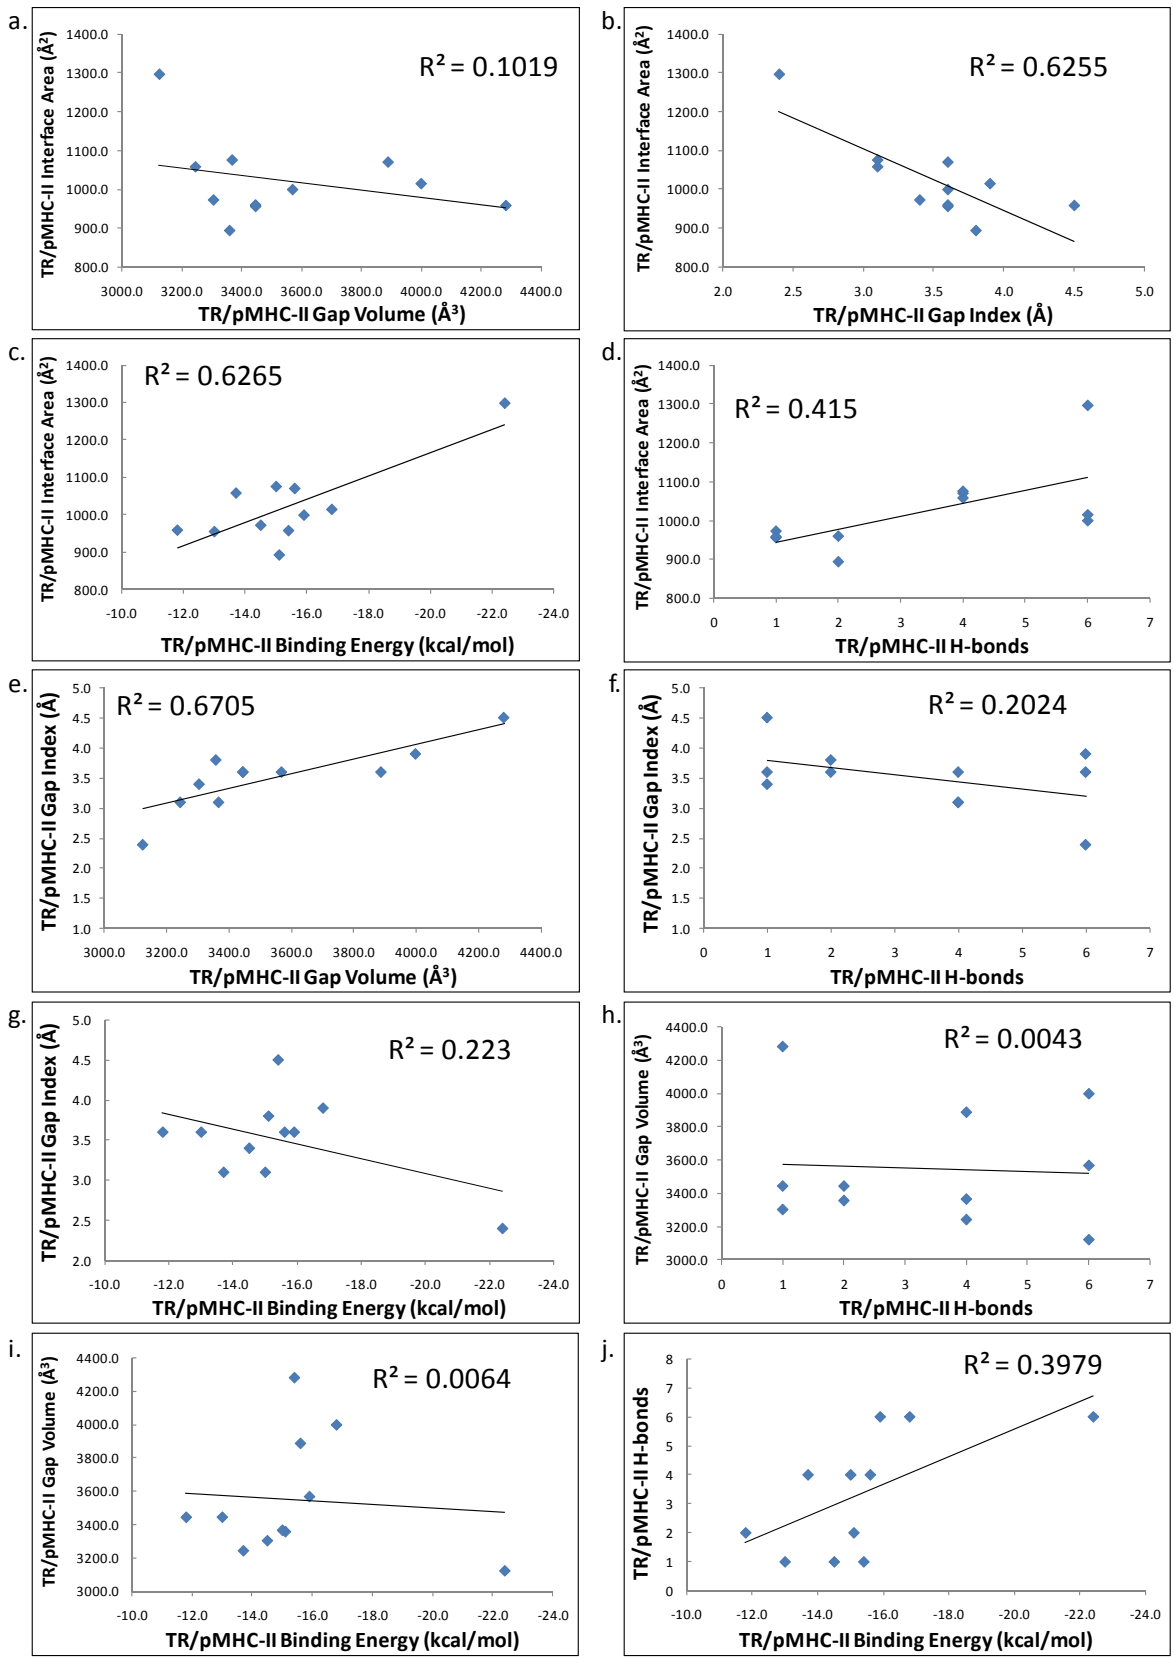 a.
TR/pMHC-II Interface Area (Å²)
1400.0
1300.0
1200.0
1100.0
1000.0
900.0
800.0
R² = 0.1019
3000.0 3200.0 3400.0 3600.0 3800.0 4000.0 4200.0 4400.0
TR/pMHC-II Gap Volume (Å³)
b.
TR/pMHC-II Interface Area (Å²)
1400.0
1300.0
1200.0
1100.0
1000.0
900.0
800.0
R² = 0.6255
2.0 2.5 3.0 3.5 4.0 4.5 5.0
TR/pMHC-II Gap Index (Å)
c.
TR/pMHC-II Interface Area (Å²)
1400.0
1300.0
1200.0
1100.0
1000.0
900.0
800.0
R² = 0.6265
-10.0 -12.0 -14.0 -16.0 -18.0 -20.0 -22.0 -24.0
TR/pMHC-II Binding Energy (kcal/mol)
d.
TR/pMHC-II Interface Area (Å²)
1400.0
1300.0
1200.0
1100.0
1000.0
900.0
800.0
R² = 0.415
0 1 2 3 4 5 6 7
TR/pMHC-II H-bonds
e.
TR/pMHC-II Gap Index (Å)
5.0
4.5
4.0
3.5
3.0
2.5
2.0
1.5
1.0
R² = 0.6705
3000.0 3200.0 3400.0 3600.0 3800.0 4000.0 4200.0 4400.0
TR/pMHC-II Gap Volume (Å³)
f.
TR/pMHC-II Gap Index (Å)
5.0
4.5
4.0
3.5
3.0
2.5
2.0
1.5
1.0
R² = 0.2024
0 1 2 3 4 5 6 7
TR/pMHC-II H-bonds
g.
TR/pMHC-II Gap Index (Å)
5.0
4.5
4.0
3.5
3.0
2.5
2.0
R² = 0.223
-10.0 -12.0 -14.0 -16.0 -18.0 -20.0 -22.0 -24.0
TR/pMHC-II Binding Energy (kcal/mol)
h.
TR/pMHC-II Gap Volume (Å³)
4400.0
4200.0
4000.0
3800.0
3600.0
3400.0
3200.0
3000.0
R² = 0.0043
0 1 2 3 4 5 6 7
TR/pMHC-II H-bonds
i.
TR/pMHC-II Gap Volume (Å³)
4400.0
4200.0
4000.0
3800.0
3600.0
3400.0
3200.0
3000.0
R² = 0.0064
-10.0 -12.0 -14.0 -16.0 -18.0 -20.0 -22.0 -24.0
TR/pMHC-II Binding Energy (kcal/mol)
j.
TR/pMHC-II H-bonds
8
7
6
5
4
3
2
1
0
R² = 0.3979
-10.0 -12.0 -14.0 -16.0 -18.0 -20.0 -22.0 -24.0
TR/pMHC-II Binding Energy (kcal/mol)